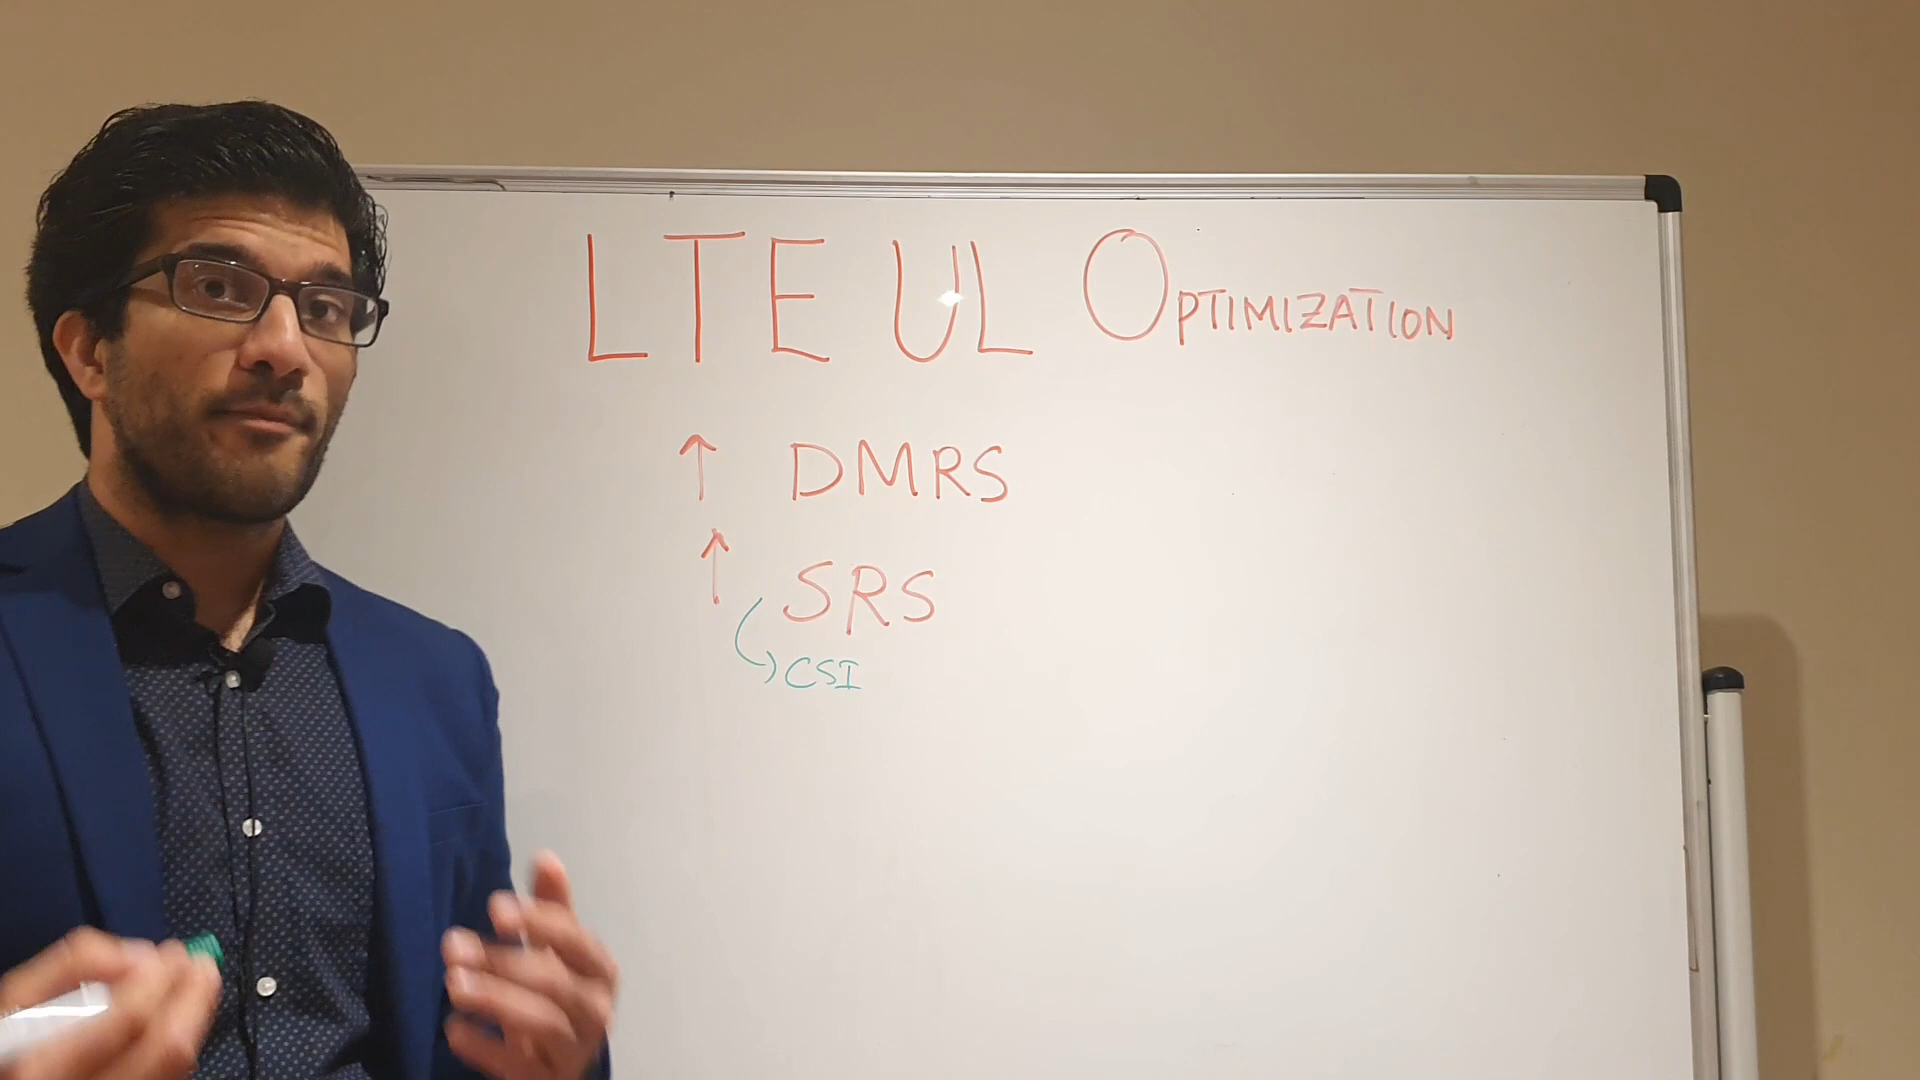 LTE UL OPTIMIZATION
↑ DMRS
↑ SRS
CSI